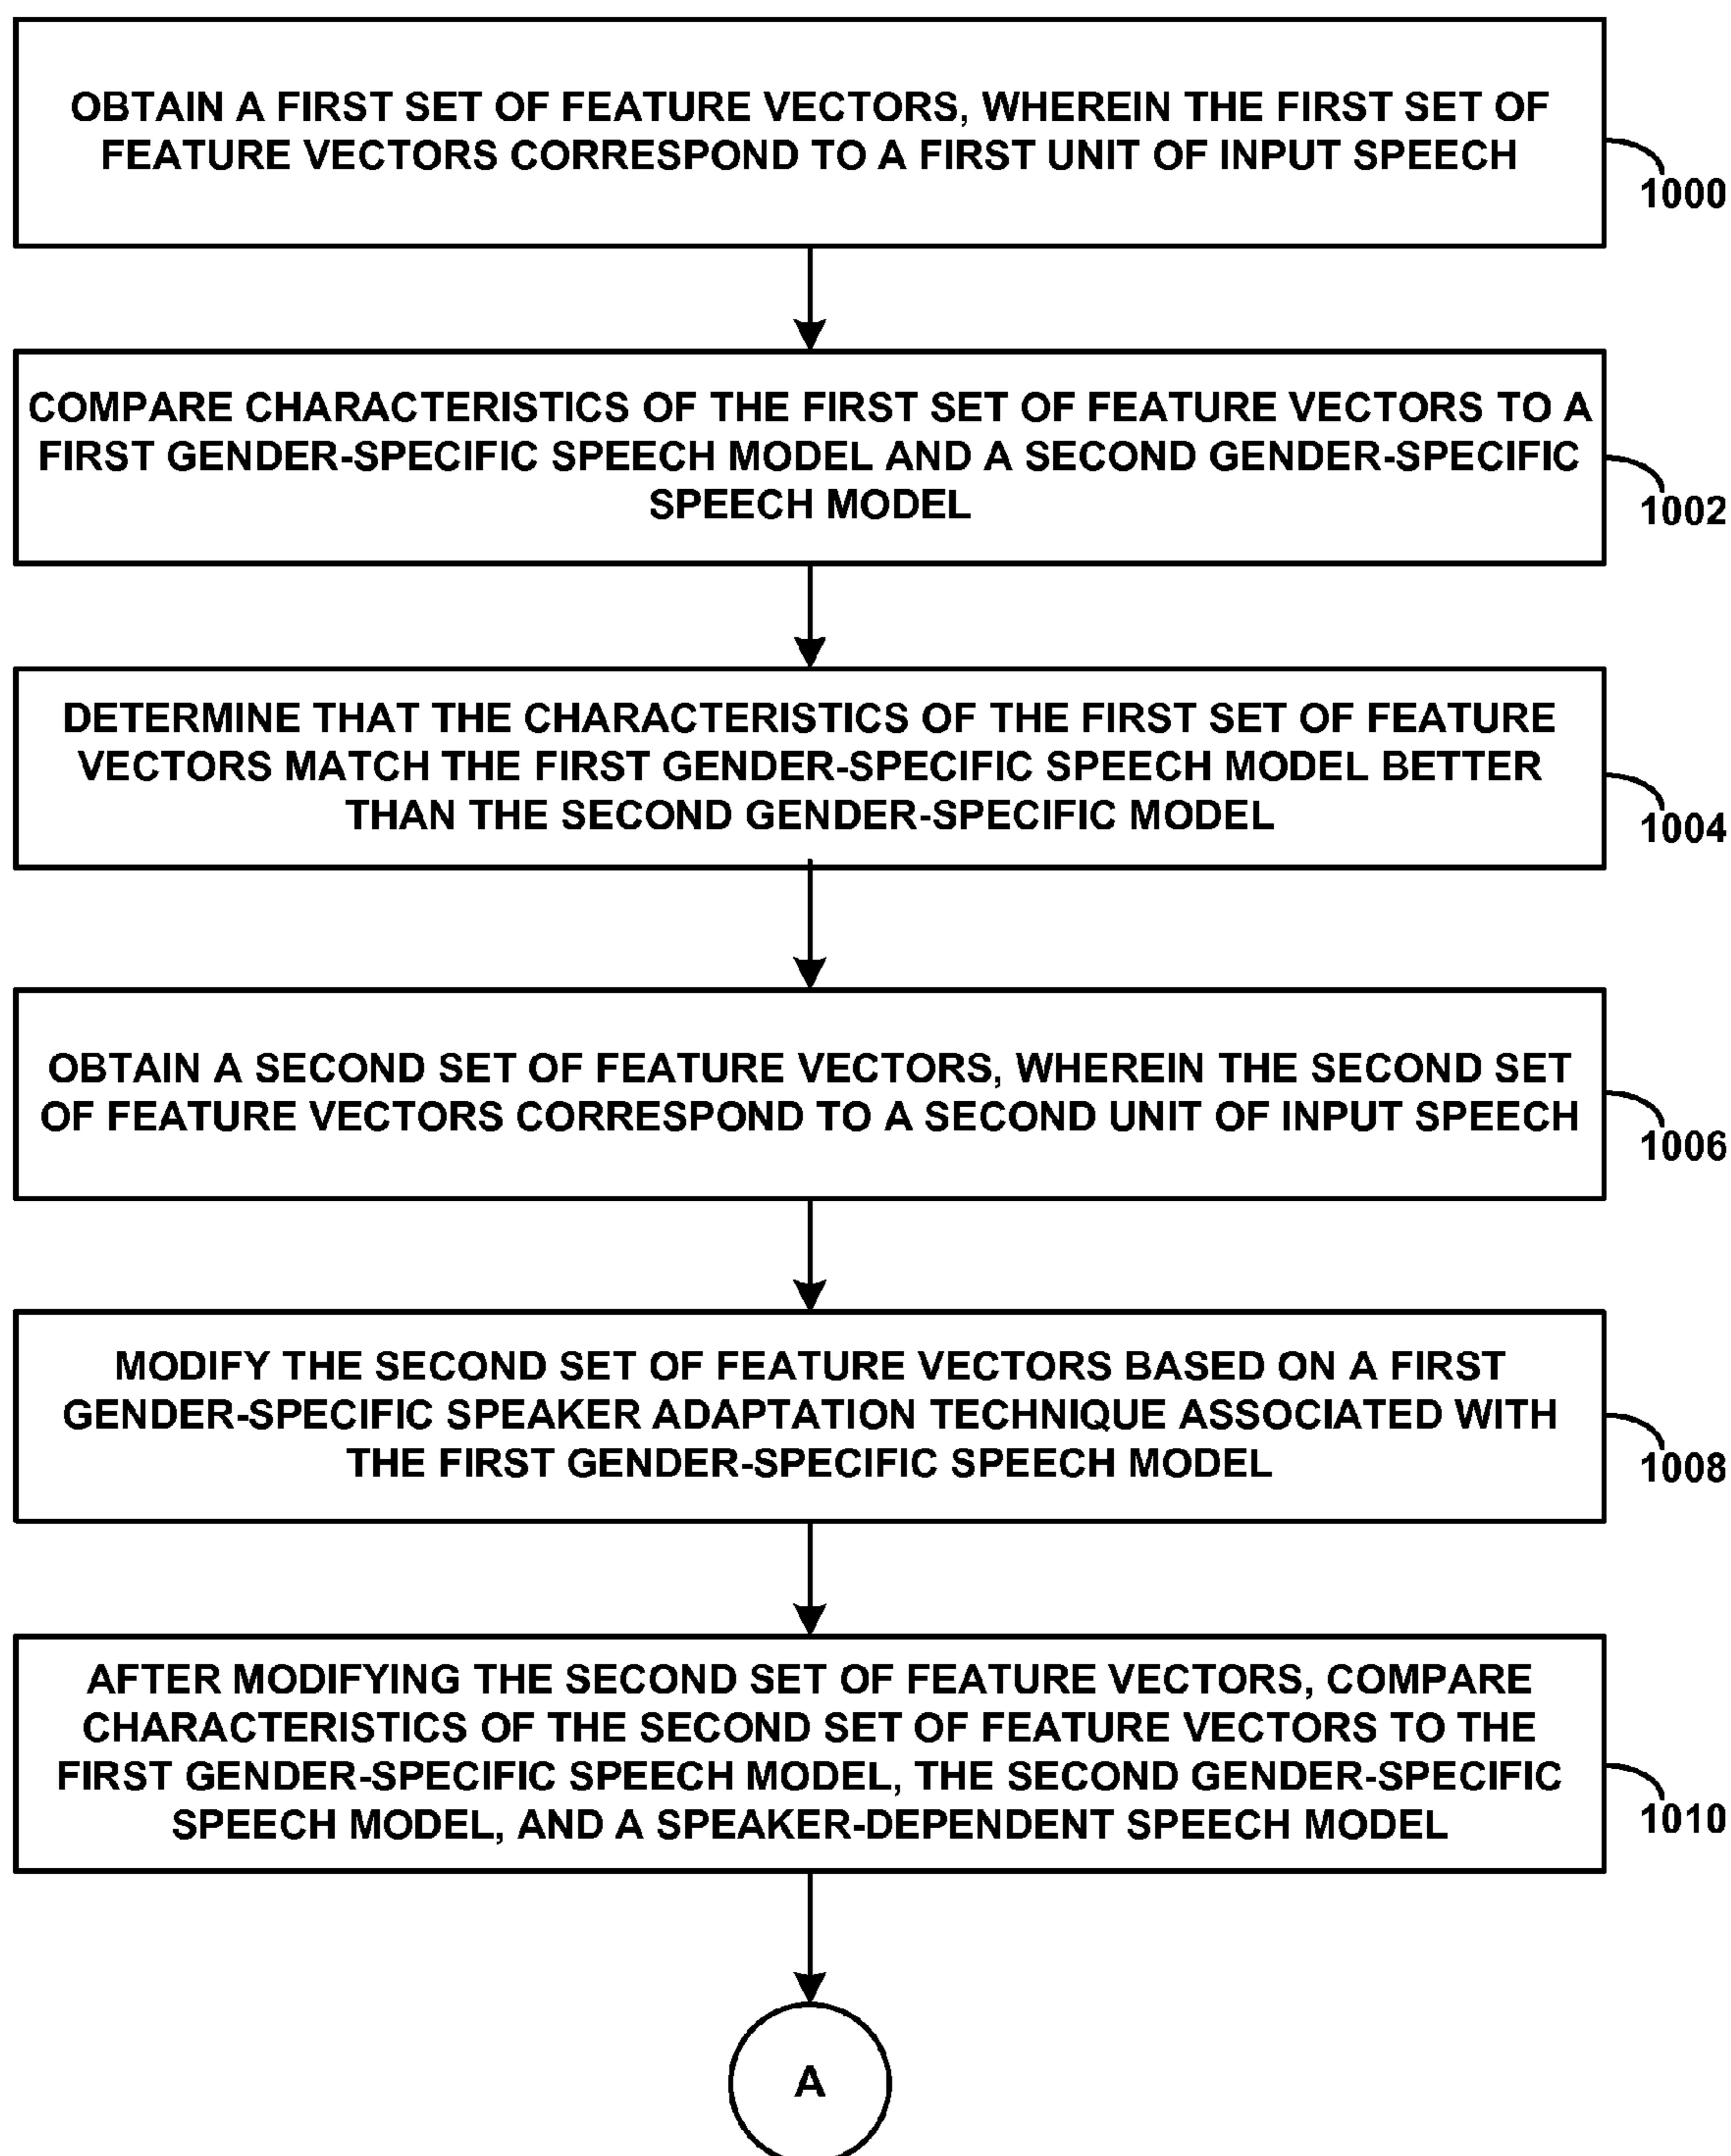 OBTAIN A FIRST SET OF FEATURE VECTORS, WHEREIN THE FIRST SET OF
FEATURE VECTORS CORRESPOND TO A FIRST UNIT OF INPUT SPEECH
1000
COMPARE CHARACTERISTICS OF THE FIRST SET OF FEATURE VECTORS TO A
FIRST GENDER-SPECIFIC SPEECH MODEL AND A SECOND GENDER-SPECIFIC
SPEECH MODEL
1002
DETERMINE THAT THE CHARACTERISTICS OF THE FIRST SET OF FEATURE
VECTORS MATCH THE FIRST GENDER-SPECIFIC SPEECH MODEL BETTER
THAN THE SECOND GENDER-SPECIFIC MODEL
1004
OBTAIN A SECOND SET OF FEATURE VECTORS, WHEREIN THE SECOND SET
OF FEATURE VECTORS CORRESPOND TO A SECOND UNIT OF INPUT SPEECH
1006
MODIFY THE SECOND SET OF FEATURE VECTORS BASED ON A FIRST
GENDER-SPECIFIC SPEAKER ADAPTATION TECHNIQUE ASSOCIATED WITH
THE FIRST GENDER-SPECIFIC SPEECH MODEL
1008
AFTER MODIFYING THE SECOND SET OF FEATURE VECTORS, COMPARE
CHARACTERISTICS OF THE SECOND SET OF FEATURE VECTORS TO THE
FIRST GENDER-SPECIFIC SPEECH MODEL, THE SECOND GENDER-SPECIFIC
SPEECH MODEL, AND A SPEAKER-DEPENDENT SPEECH MODEL
1010
A